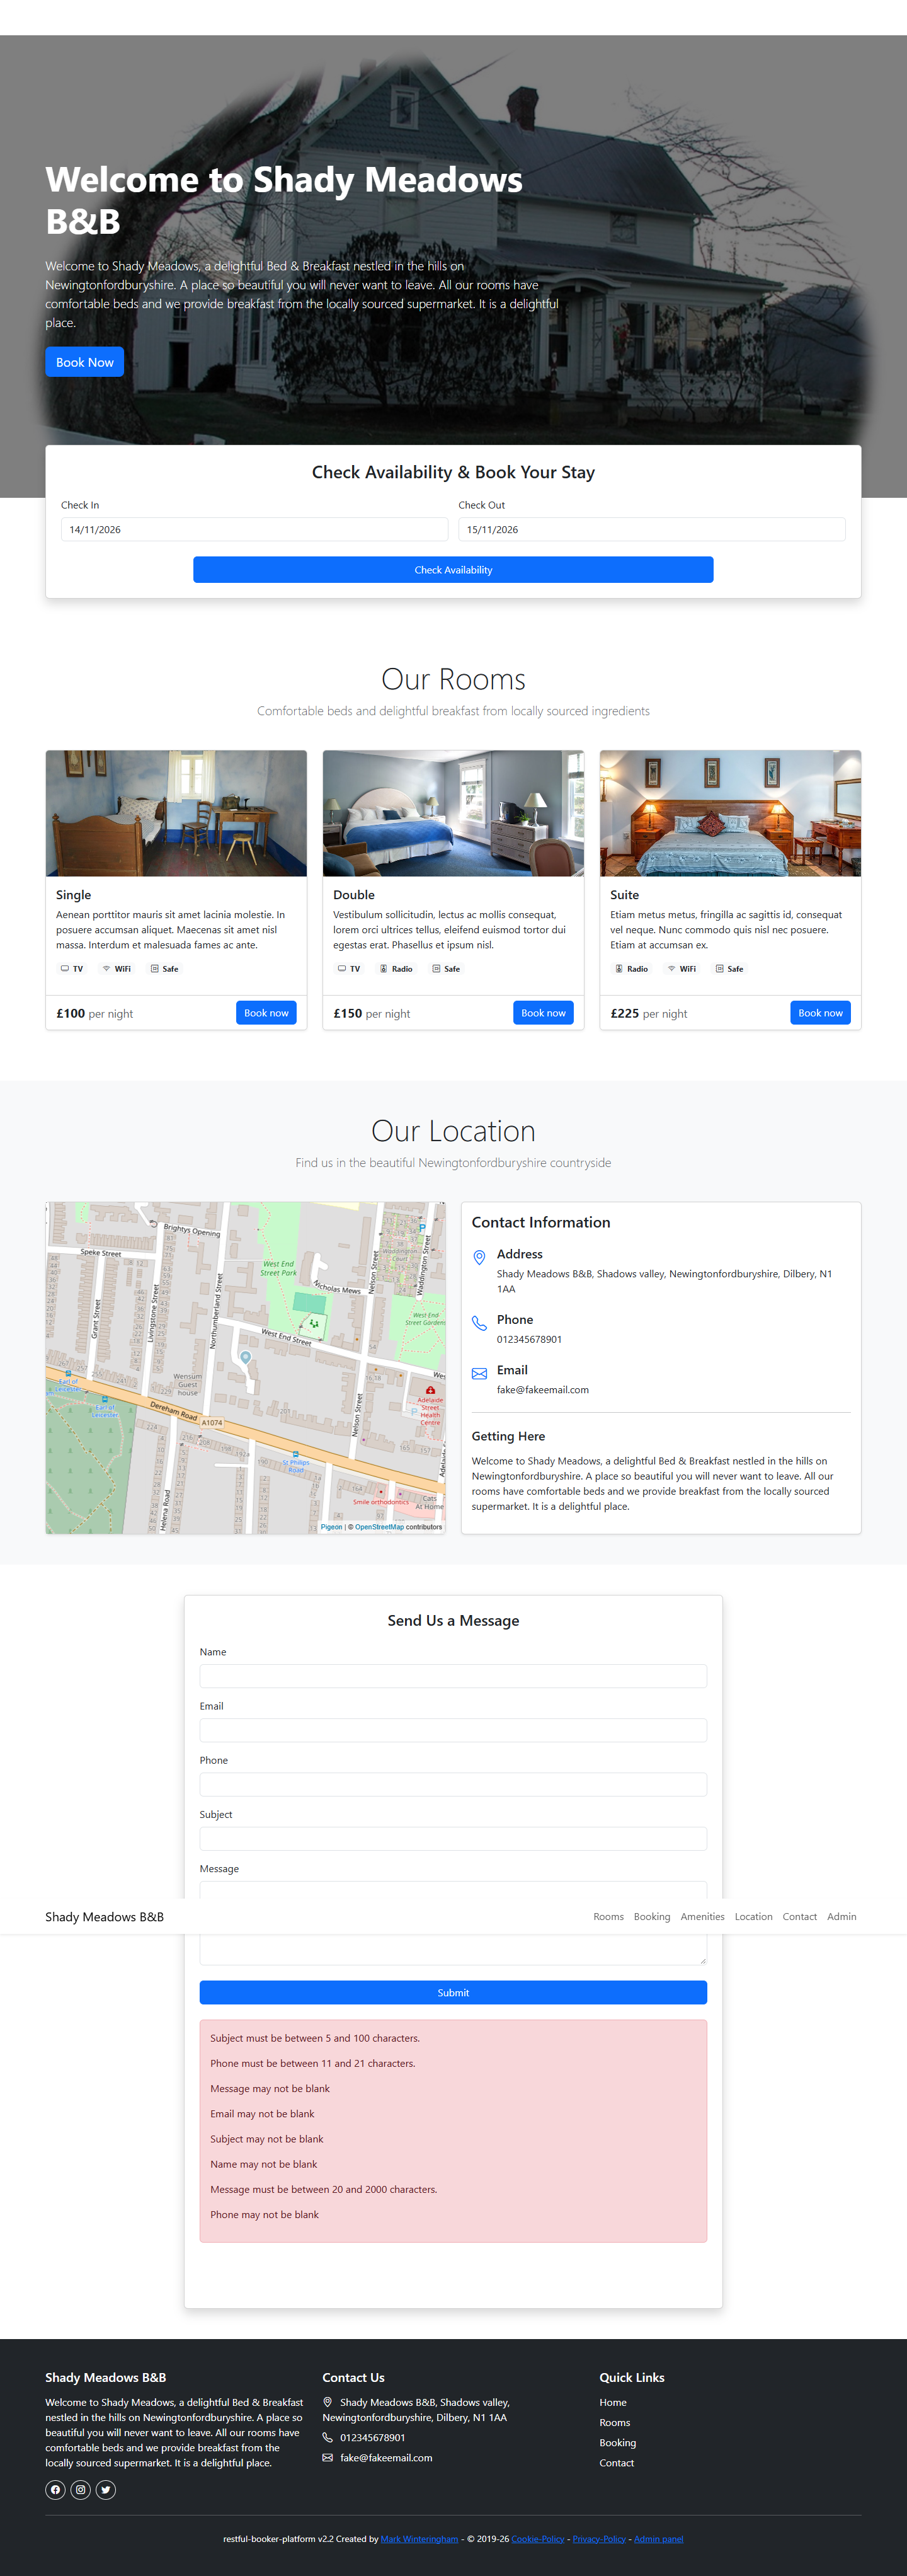 Welcome to Shady Meadows
B&B
Welcome to Shady Meadows, a delightful Bed & Breakfast nestled in the hills on
Newingtonfordburyshire. A place so beautiful you will never want to leave. All our rooms have
comfortable beds and we provide breakfast from the locally sourced supermarket. It is a delightful
place.
Book Now
Check Availability & Book Your Stay
Check In
Check Out
14/11/2026
15/11/2026
Check Availability
Our Rooms
Comfortable beds and delightful breakfast from locally sourced ingredients
Single
Aenean porttitor mauris sit amet lacinia molestie. In
posuere accumsan aliquet. Maecenas sit amet nisl
massa. Interdum et malesuada fames ac ante.
TV WiFi Safe
£100 per night
Book now
Double
Vestibulum sollicitudin, lectus ac mollis consequat,
lorem orci ultrices tellus, eleifend euismod tortor dui
egestas erat. Phasellus et ipsum nisl.
TV Radio Safe
£150 per night
Book now
Suite
Etiam metus metus, fringilla ac sagittis id, consequat
vel neque. Nunc commodo quis nisl nec posuere.
Etiam at accumsan ex.
Radio WiFi Safe
£225 per night
Book now
Our Location
Find us in the beautiful Newingtonfordburyshire countryside
Brightys Opening
Speke Street
Grant Street
Livingstone Street
Northumberland Street
West End
Street Park
Nicholas Mews
Nelson Street
Waddington
Court
Waddington Street
West End
Street Gardens
West End Street
Wensum
Guest
house
Earl of
Leicester
Earl of
Leicester
Dereham Road
A1074
Adelaide
Street
Health
Centre
Nelson Street
St Philips
Road
Helena Road
Smile orthodontics
Cats
At Home
Pigeon | © OpenStreetMap contributors
Contact Information
Address
Shady Meadows B&B, Shadows valley, Newingtonfordburyshire, Dilbery, N1
1AA
Phone
012345678901
Email
fake@fakeemail.com
Getting Here
Welcome to Shady Meadows, a delightful Bed & Breakfast nestled in the hills on
Newingtonfordburyshire. A place so beautiful you will never want to leave. All our
rooms have comfortable beds and we provide breakfast from the locally sourced
supermarket. It is a delightful place.
Send Us a Message
Name
Email
Phone
Subject
Message
Shady Meadows B&B
Rooms Booking Amenities Location Contact Admin
Submit
Subject must be between 5 and 100 characters.
Phone must be between 11 and 21 characters.
Message may not be blank
Email may not be blank
Subject may not be blank
Name may not be blank
Message must be between 20 and 2000 characters.
Phone may not be blank
Shady Meadows B&B
Welcome to Shady Meadows, a delightful Bed & Breakfast
nestled in the hills on Newingtonfordburyshire. A place so
beautiful you will never want to leave. All our rooms have
comfortable beds and we provide breakfast from the
locally sourced supermarket. It is a delightful place.
Contact Us
Shady Meadows B&B, Shadows valley,
Newingtonfordburyshire, Dilbery, N1 1AA
012345678901
fake@fakeemail.com
Quick Links
Home
Rooms
Booking
Contact
restful-booker-platform v2.2 Created by Mark Winteringham - © 2019-26 Cookie-Policy - Privacy-Policy - Admin panel